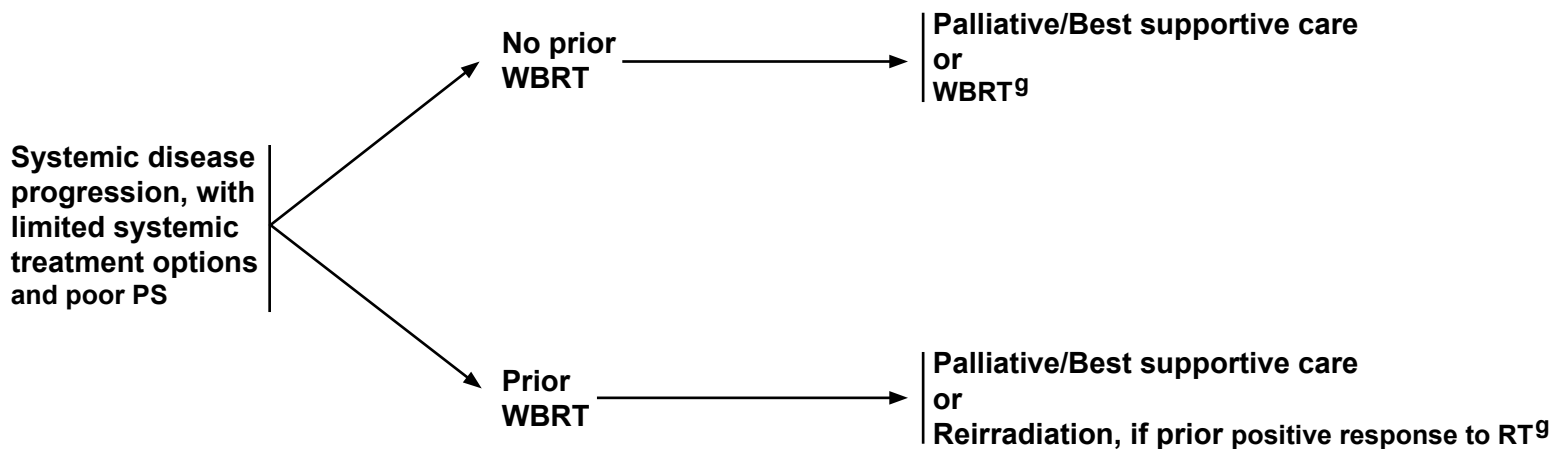 No prior
WBRT
Palliative/Best supportive care
or
WBRTg
Systemic disease
progression, with
limited systemic
treatment options
and poor PS
Prior
WBRT
Palliative/Best supportive care
or
Reirradiation, if prior positive response to RTg